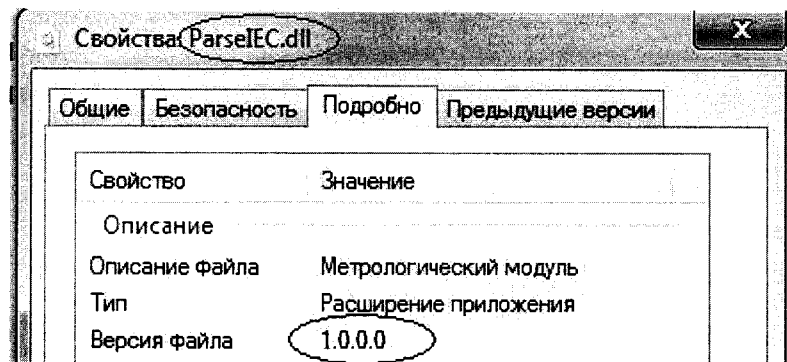 Свойства: ParseIEC.dll
X
Общие Безопасность Подробно Предыдущие версии
Свойство Значение
Описание
Описание файла Метрологический модуль
Тип Расширение приложения
Версия файла 1.0.0.0